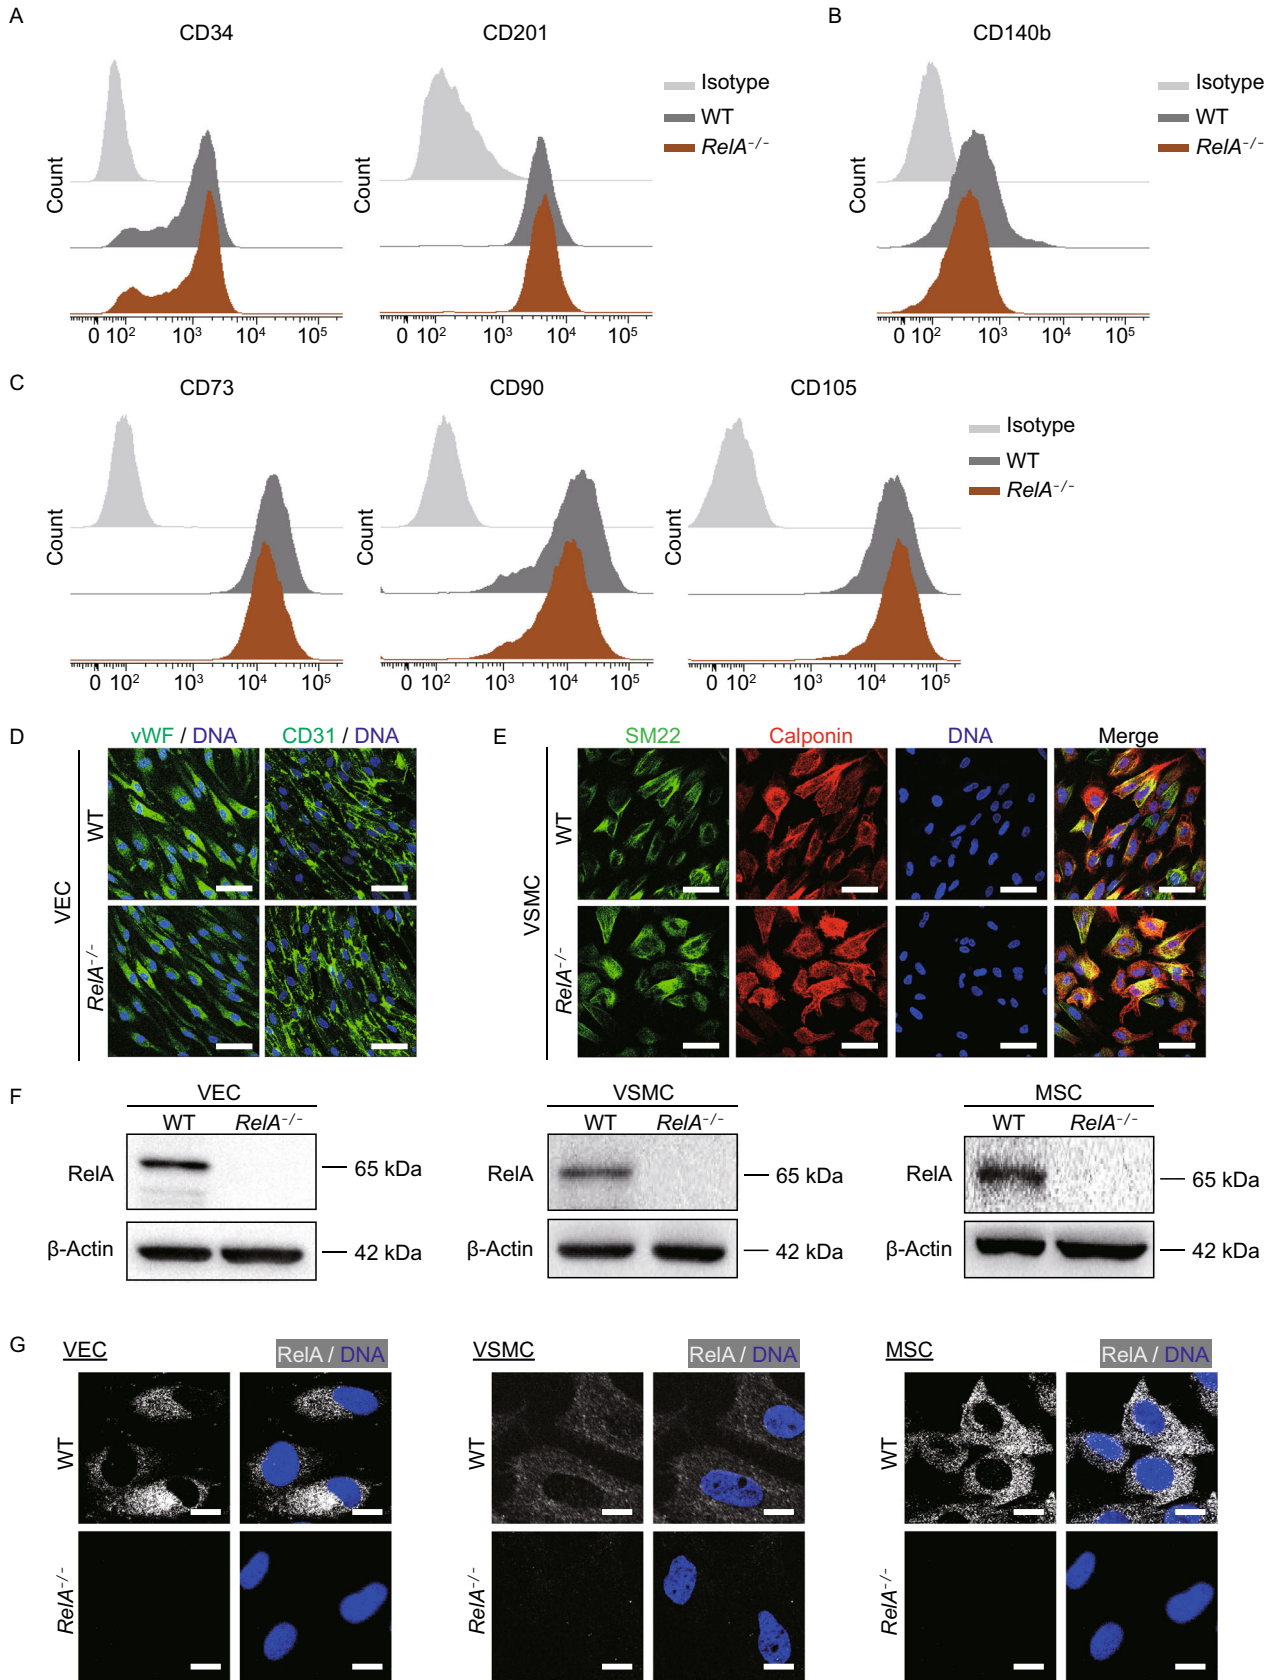 A
CD34
CD201
Isotype
WT
RelA-/-
Count
Count
0 10² 10³ 10⁴ 10⁵
0 10² 10³ 10⁴ 10⁵
B
CD140b
Isotype
WT
RelA-/-
Count
0 10² 10³ 10⁴ 10⁵
C
CD73
CD90
CD105
Isotype
WT
RelA-/-
Count
Count
Count
0 10² 10³ 10⁴ 10⁵
0 10² 10³ 10⁴ 10⁵
0 10² 10³ 10⁴ 10⁵
D
vWF / DNA
CD31 / DNA
VEC
WT
RelA-/-
E
SM22
Calponin
DNA
Merge
VSMC
WT
RelA-/-
F
VEC
WT RelA-/-
RelA
65 kDa
β-Actin
42 kDa
VSMC
WT RelA-/-
RelA
65 kDa
β-Actin
42 kDa
MSC
WT RelA-/-
RelA
65 kDa
β-Actin
42 kDa
G
VEC
RelA / DNA
WT
RelA-/-
VSMC
RelA / DNA
WT
RelA-/-
MSC
RelA / DNA
WT
RelA-/-